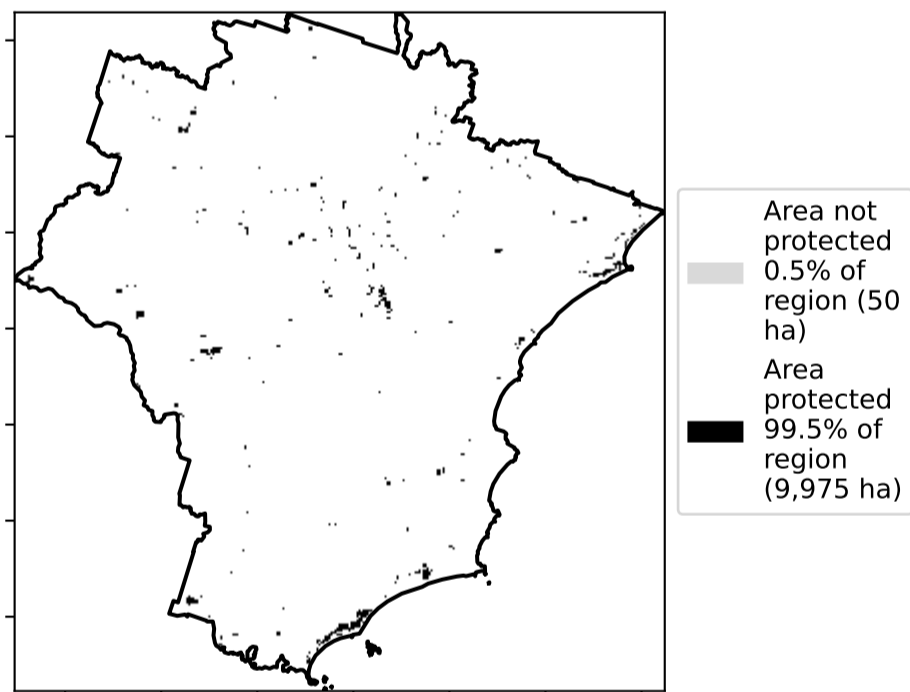 Area not
protected
0.5% of
region (50
ha)
Area
protected
99.5% of
region
(9,975 ha)